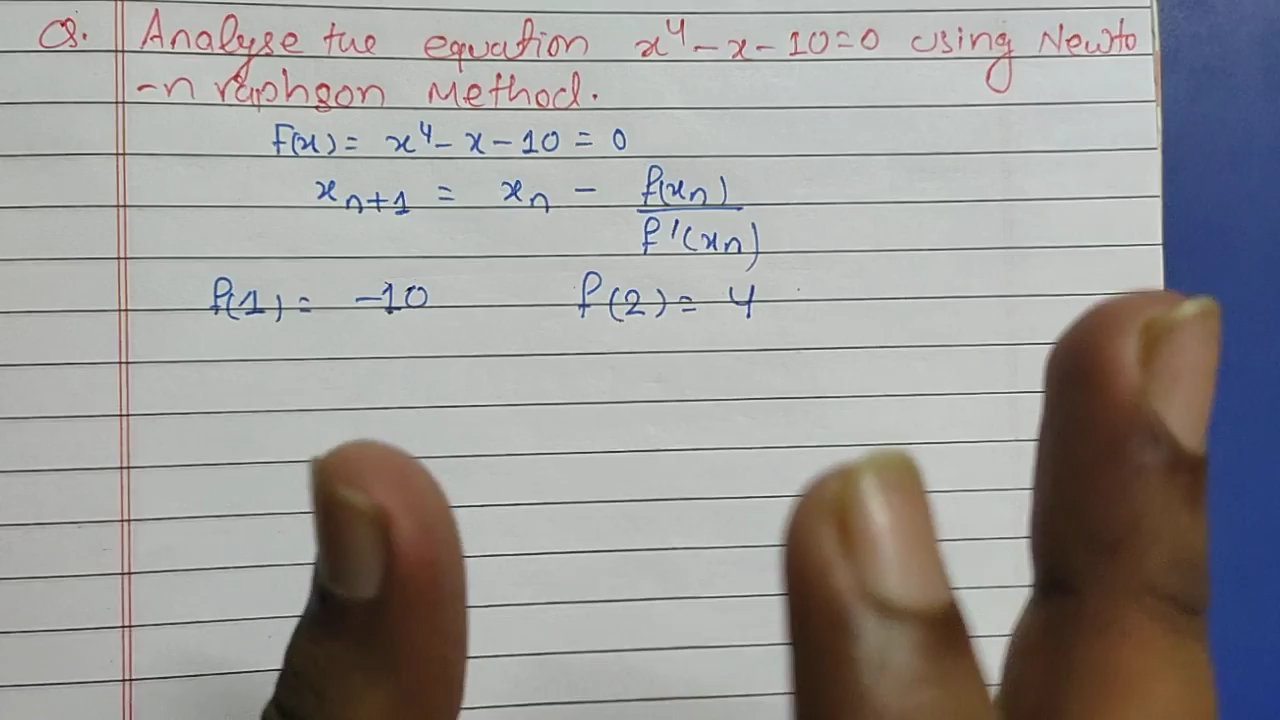 Q. Analyse the equation x⁴-x-10=0 using Newto
-n raphson Method.
F(x) = x⁴- x - 10 = 0
xₙ₊₁ = xₙ - f(xₙ)
f'(xₙ)
f(1) = -10 f(2) = 4